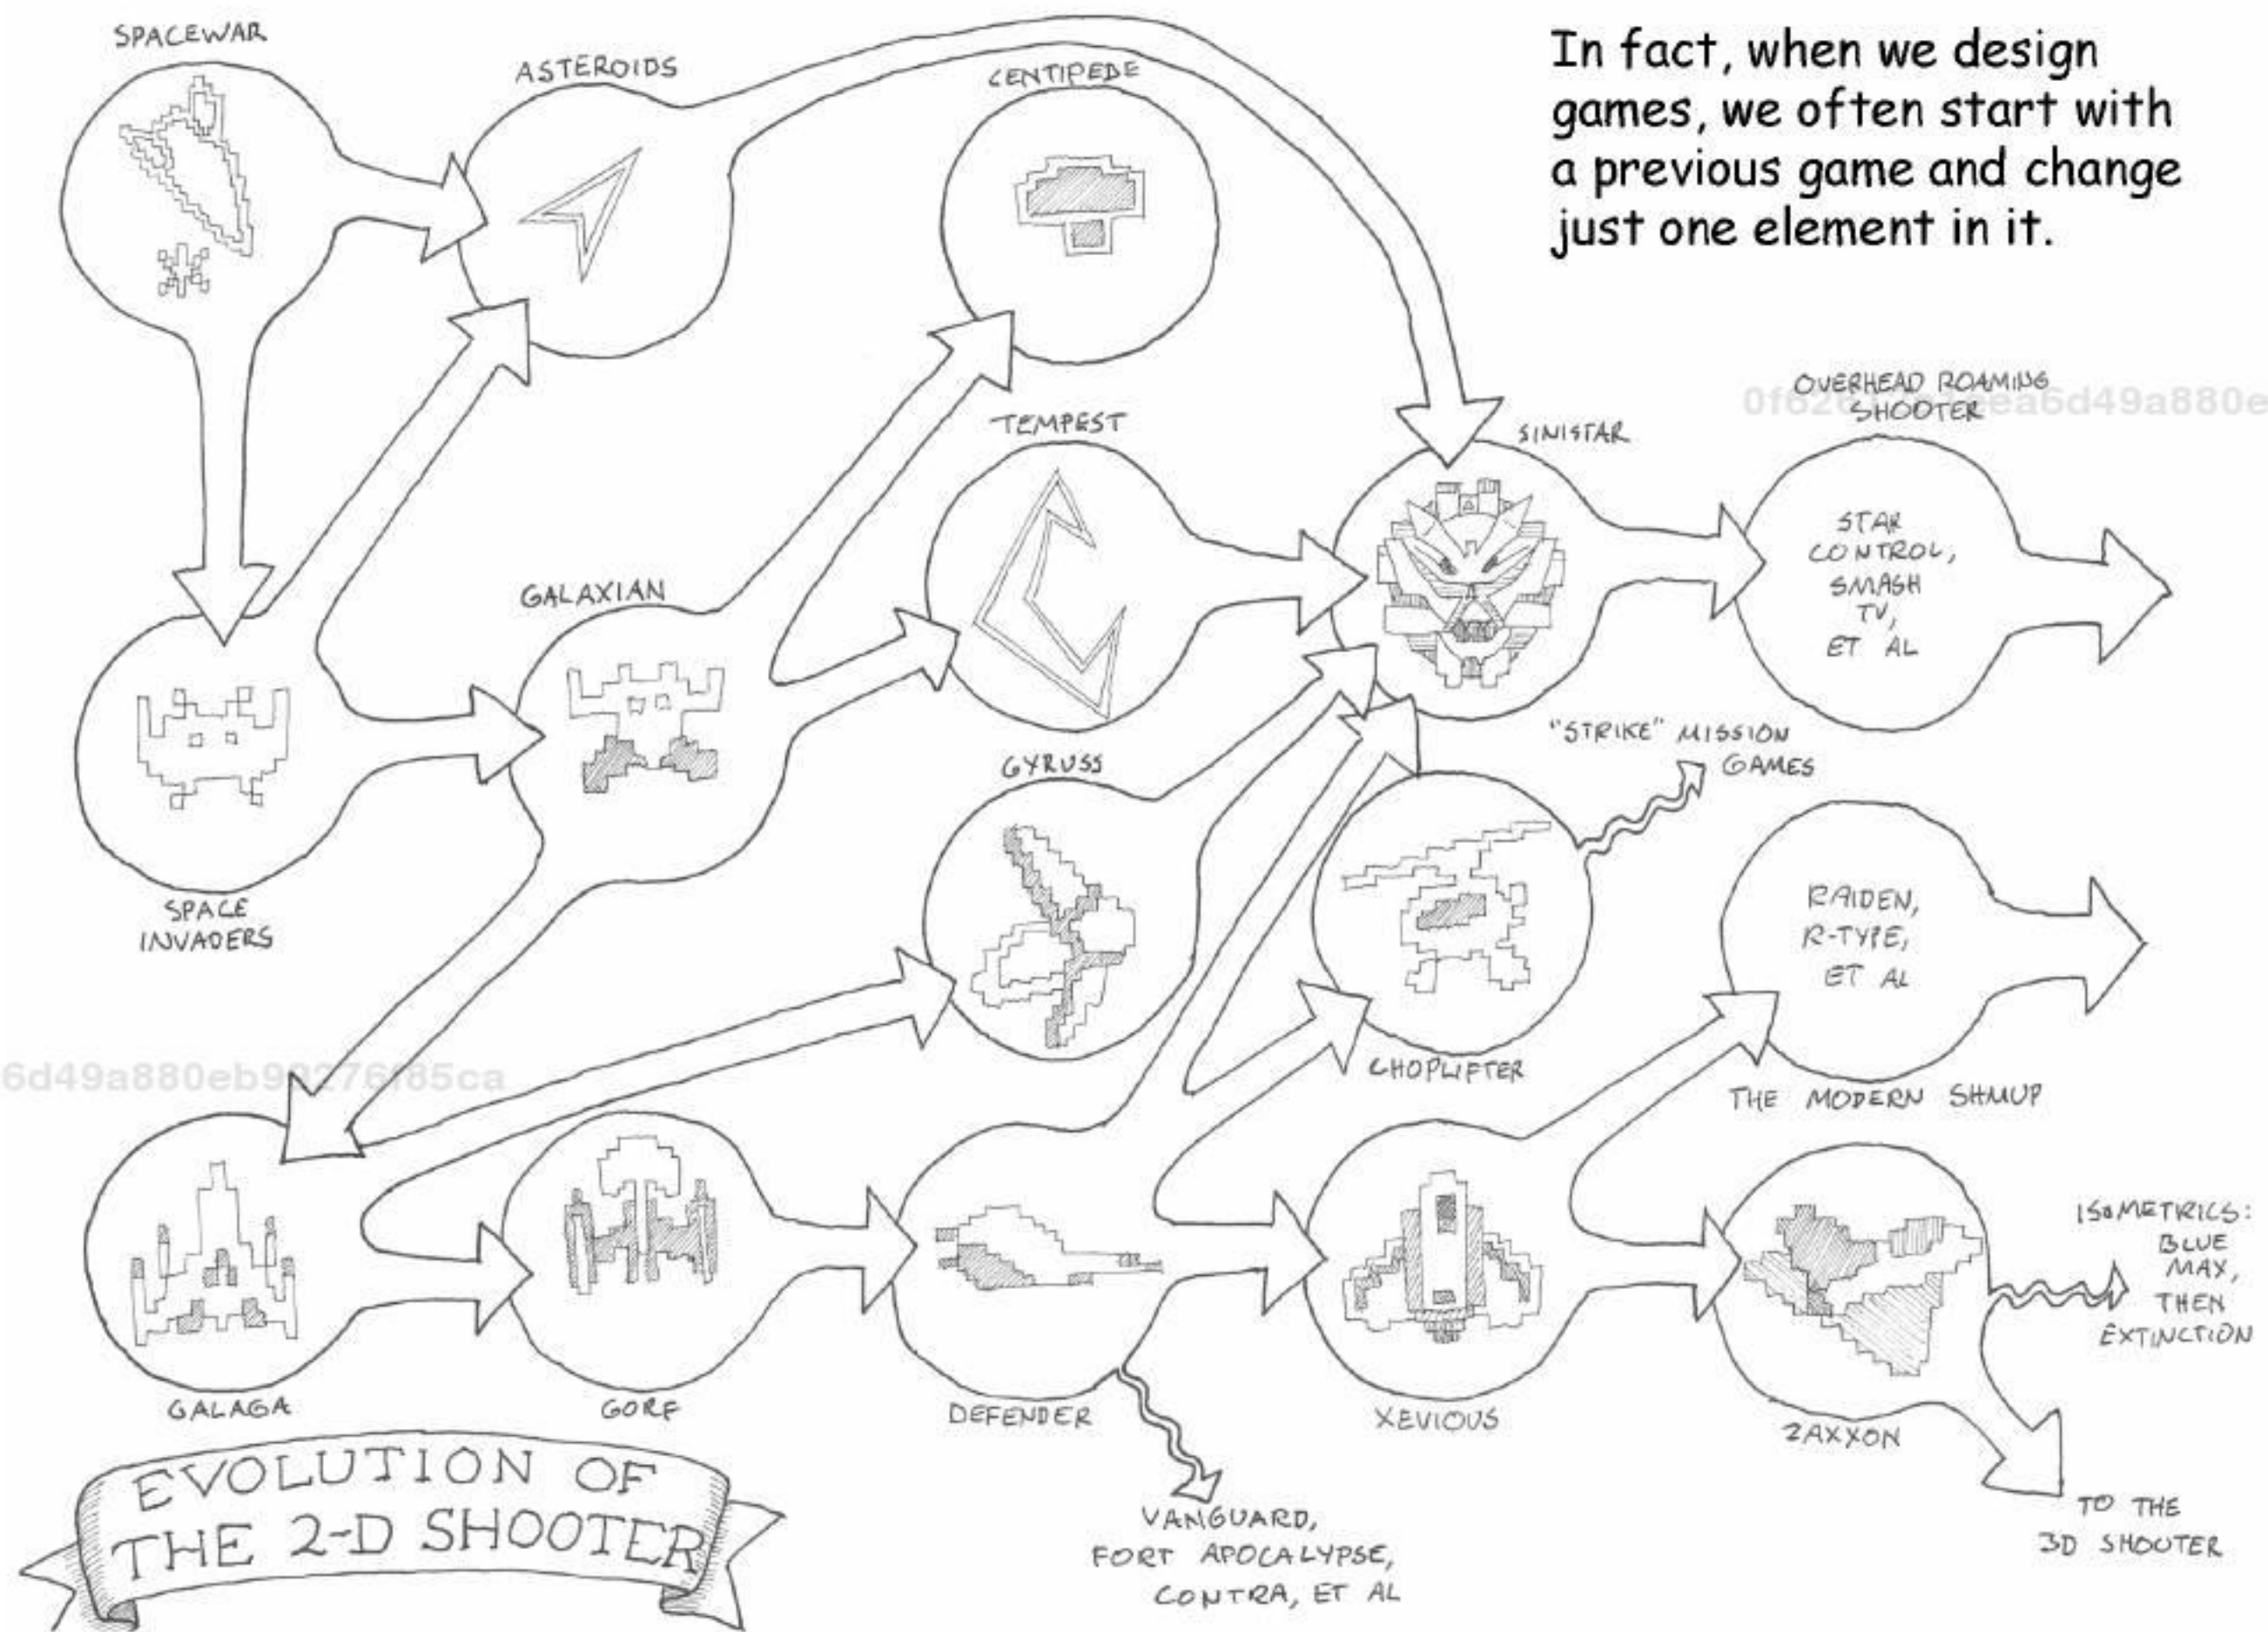 SPACEWAR
ASTEROIDS
CENTIPEDE
In fact, when we design
games, we often start with
a previous game and change
just one element in it.
OVERHEAD ROAMING
SHOOTER
TEMPEST
SINISTAR
STAR
CONTROL,
SMASH
TV,
ET AL
GALAXIAN
"STRIKE" MISSION
GAMES
GYRUSS
SPACE
INVADERS
RAIDEN,
R-TYPE,
ET AL
6d49a880eb99276f85ca
CHOPLIFTER
THE MODERN SHMUP
ISOMETRICS:
BLUE
MAX,
THEN
EXTINCTION
GALAGA
GORF
DEFENDER
XEVIOUS
ZAXXON
EVOLUTION OF
THE 2-D SHOOTER
VANGUARD,
FORT APOCALYPSE,
CONTRA, ET AL
TO THE
3D SHOOTER